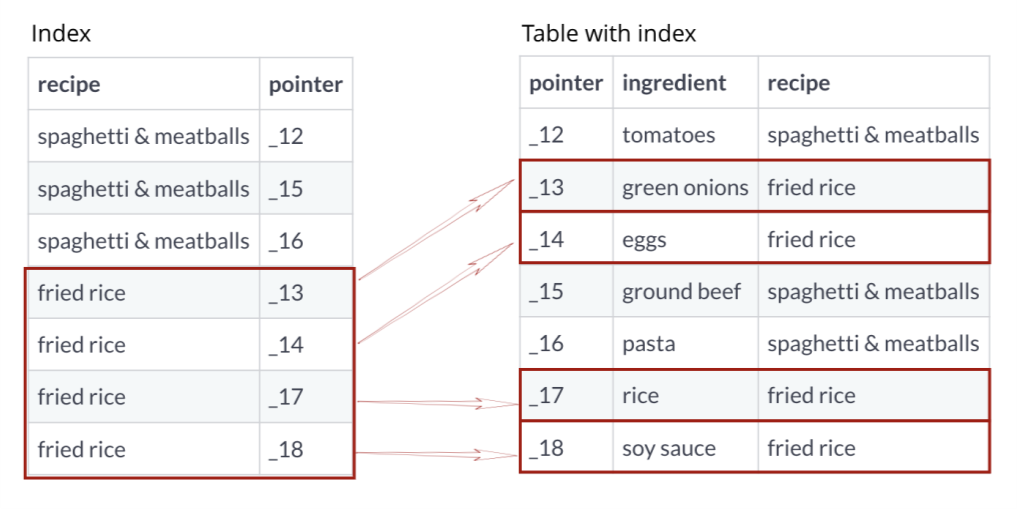 Index
recipe pointer
spaghetti & meatballs _12
spaghetti & meatballs _15
spaghetti & meatballs _16
fried rice _13
fried rice _14
fried rice _17
fried rice _18
Table with index
pointer ingredient recipe
_12 tomatoes spaghetti & meatballs
_13 green onions fried rice
_14 eggs fried rice
_15 ground beef spaghetti & meatballs
_16 pasta spaghetti & meatballs
_17 rice fried rice
_18 soy sauce fried rice